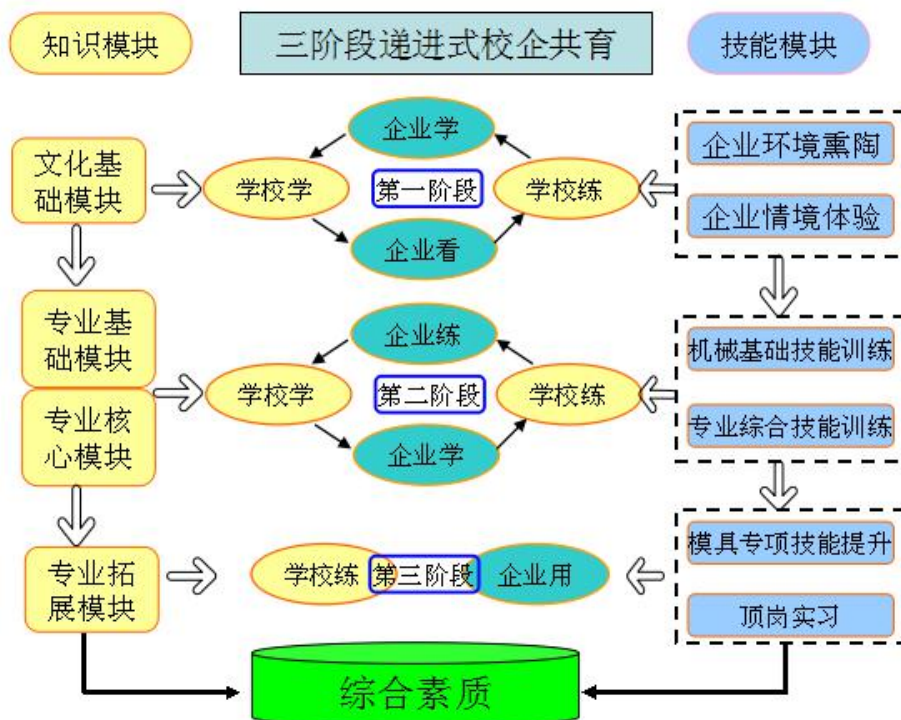 知识模块
三阶段递进式校企共育
技能模块
文化基
础模块
企业学
学校学
第一阶段
学校练
企业看
企业环境熏陶
企业情境体验
专业基
础模块
专业核
心模块
企业练
学校学
第二阶段
学校练
企业学
机械基础技能训练
专业综合技能训练
专业拓
展模块
学校练
第三阶段
企业用
模具专项技能提升
顶岗实习
综合素质